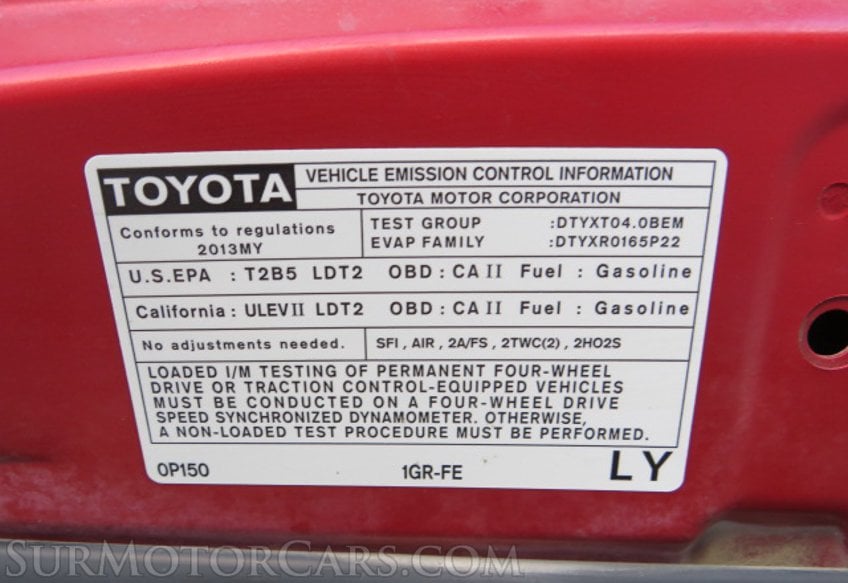 TOYOTA
VEHICLE EMISSION CONTROL INFORMATION
TOYOTA MOTOR CORPORATION
Conforms to regulations
2013MY
TEST GROUP :DTYXT04.0BEM
EVAP FAMILY :DTYXR0165P22
U.S.EPA : T2B5 LDT2 OBD : CA II Fuel : Gasoline
California : ULEV II LDT2 OBD : CA II Fuel : Gasoline
No adjustments needed.
SFI , AIR , 2A/FS , 2TWC(2) , 2HO2S
LOADED I/M TESTING OF PERMANENT FOUR-WHEEL
DRIVE OR TRACTION CONTROL-EQUIPPED VEHICLES
MUST BE CONDUCTED ON A FOUR-WHEEL DRIVE
SPEED SYNCHRONIZED DYNAMOMETER. OTHERWISE,
A NON-LOADED TEST PROCEDURE MUST BE PERFORMED.
0P150 1GR-FE LY
SURMOTORCARS.COM